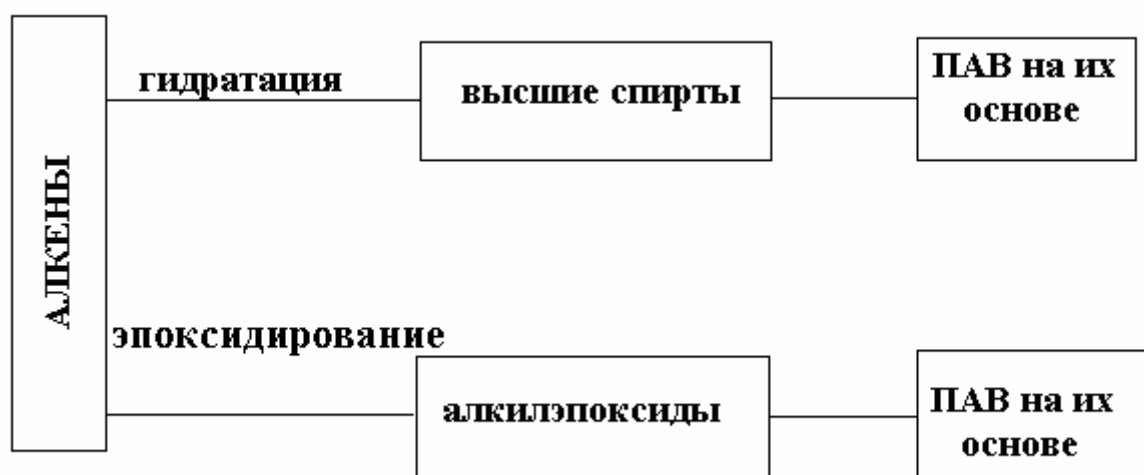 АЛКЕНЫ
гидратация
высшие спирты
ПАВ на их
основе
эпоксидирование
алкилэпоксиды
ПАВ на их
основе